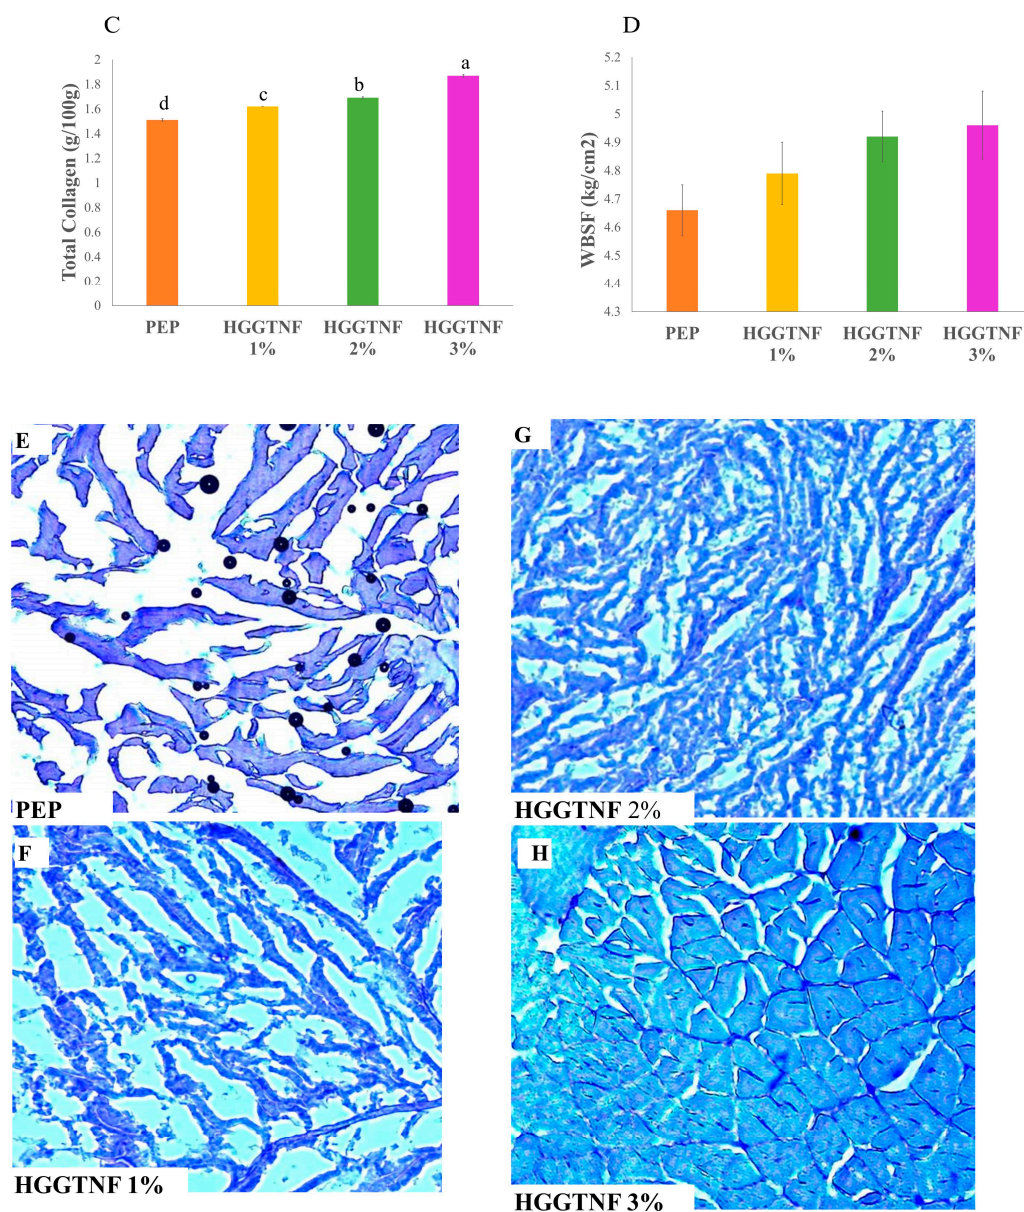 C
Total Collagen (g/100g)
2
1.8
1.6
1.4
1.2
1
0.8
0.6
0.4
0.2
0
d
c
b
a
PEP
HGGTNF
1%
HGGTNF
2%
HGGTNF
3%
D
WBSF (kg/cm2)
5.2
5.1
5
4.9
4.8
4.7
4.6
4.5
4.4
4.3
PEP
HGGTNF
1%
HGGTNF
2%
HGGTNF
3%
E
PEP
G
HGGTNF 2%
F
HGGTNF 1%
H
HGGTNF 3%